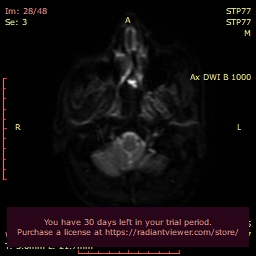 Im: 28/48
Se: 3
STP77
STP77
M
A
Ax DWI B 1000
R
L
You have 30 days left in your trial period.
Purchase a license at https://radiantviewer.com/store/